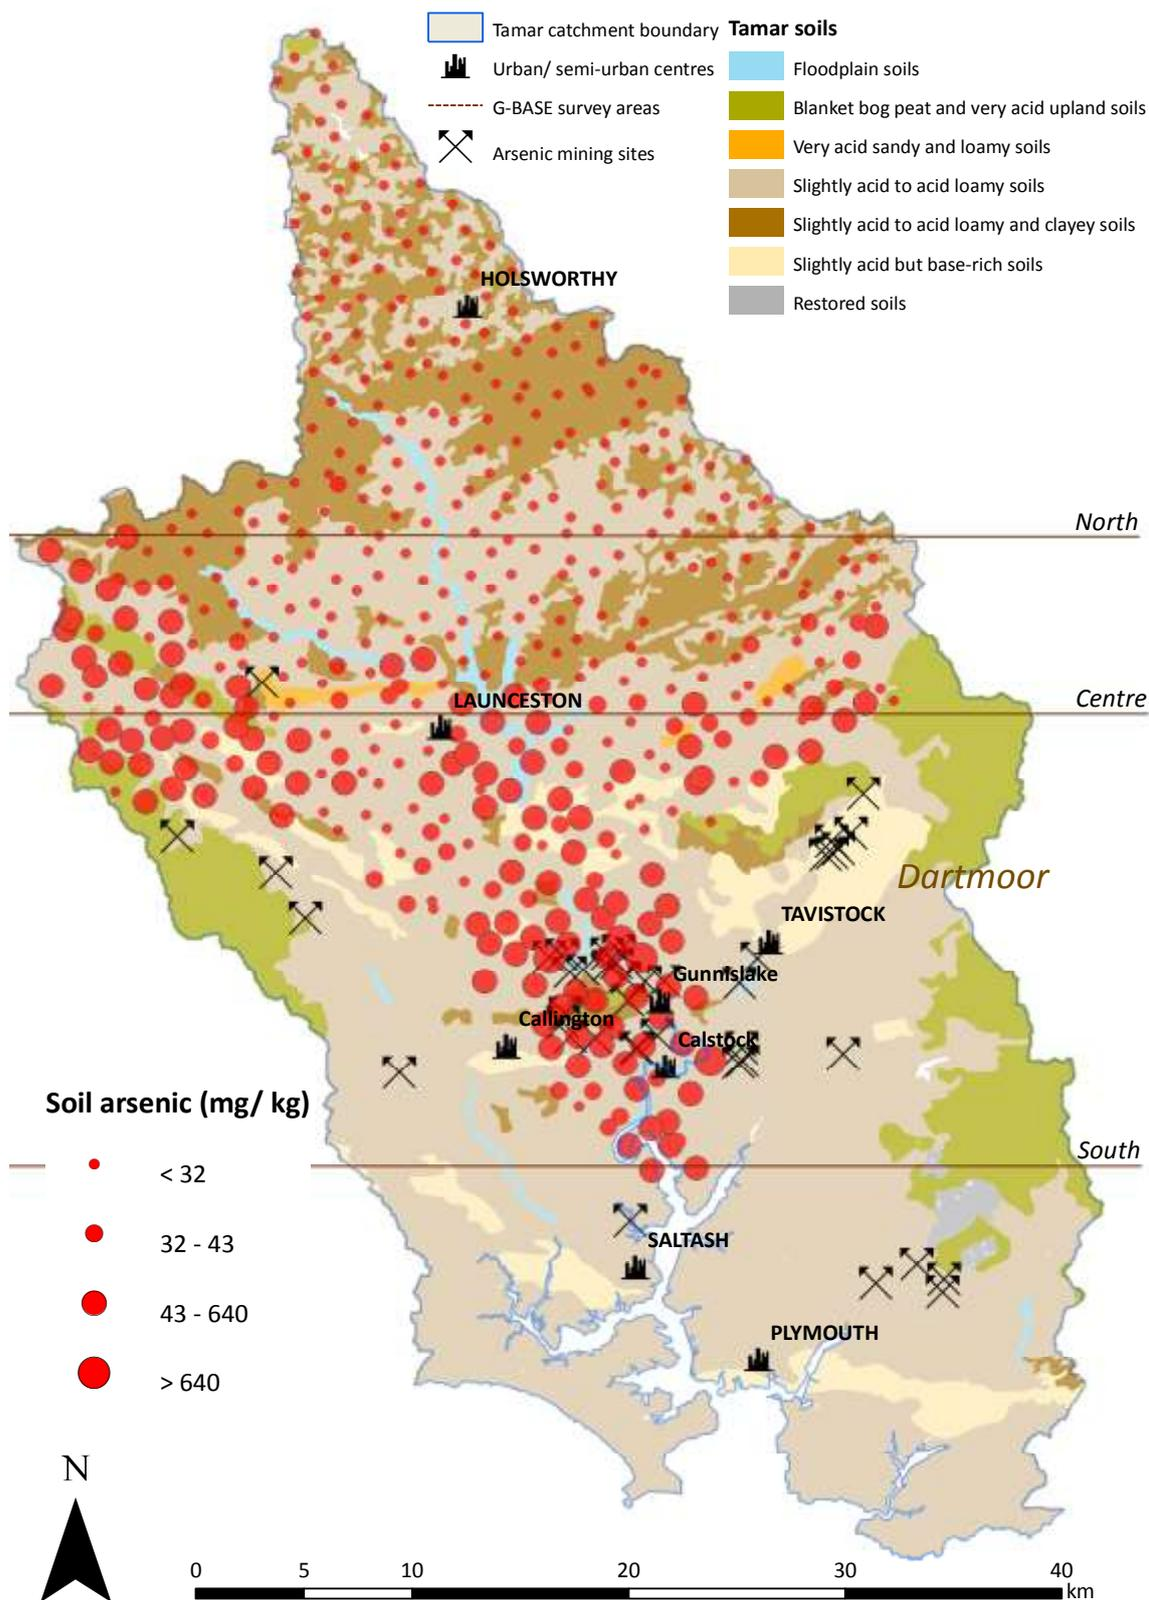 Tamar catchment boundary
Urban/ semi-urban centres
G-BASE survey areas
Arsenic mining sites
Tamar soils
Floodplain soils
Blanket bog peat and very acid upland soils
Very acid sandy and loamy soils
Slightly acid to acid loamy soils
Slightly acid to acid loamy and clayey soils
Slightly acid but base-rich soils
Restored soils
HOLSWORTHY
North
Centre
LAUNCESTON
Dartmoor
TAVISTOCK
Gunnislake
Callington
Calstock
South
SALTASH
PLYMOUTH
Soil arsenic (mg/ kg)
< 32
32 - 43
43 - 640
> 640
N
0 5 10 20 30 40
km